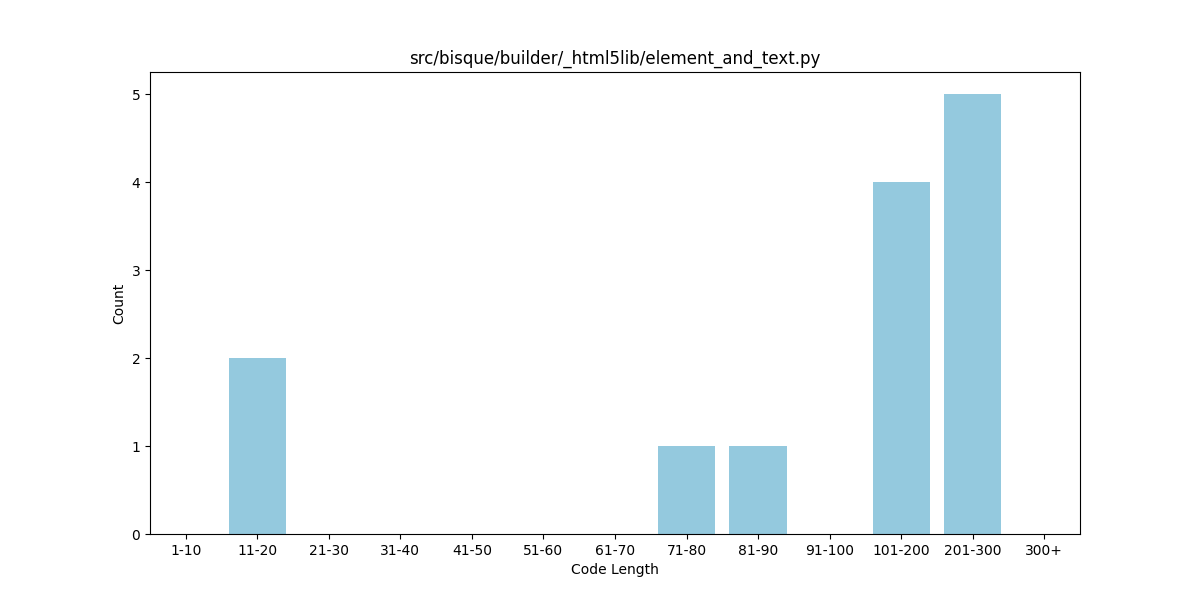 src/bisque/builder/_html5lib/element_and_text.py
5
4
3
2
1
0
Count
1-10 11-20 21-30 31-40 41-50 51-60 61-70 71-80 81-90 91-100 101-200 201-300 300+
Code Length